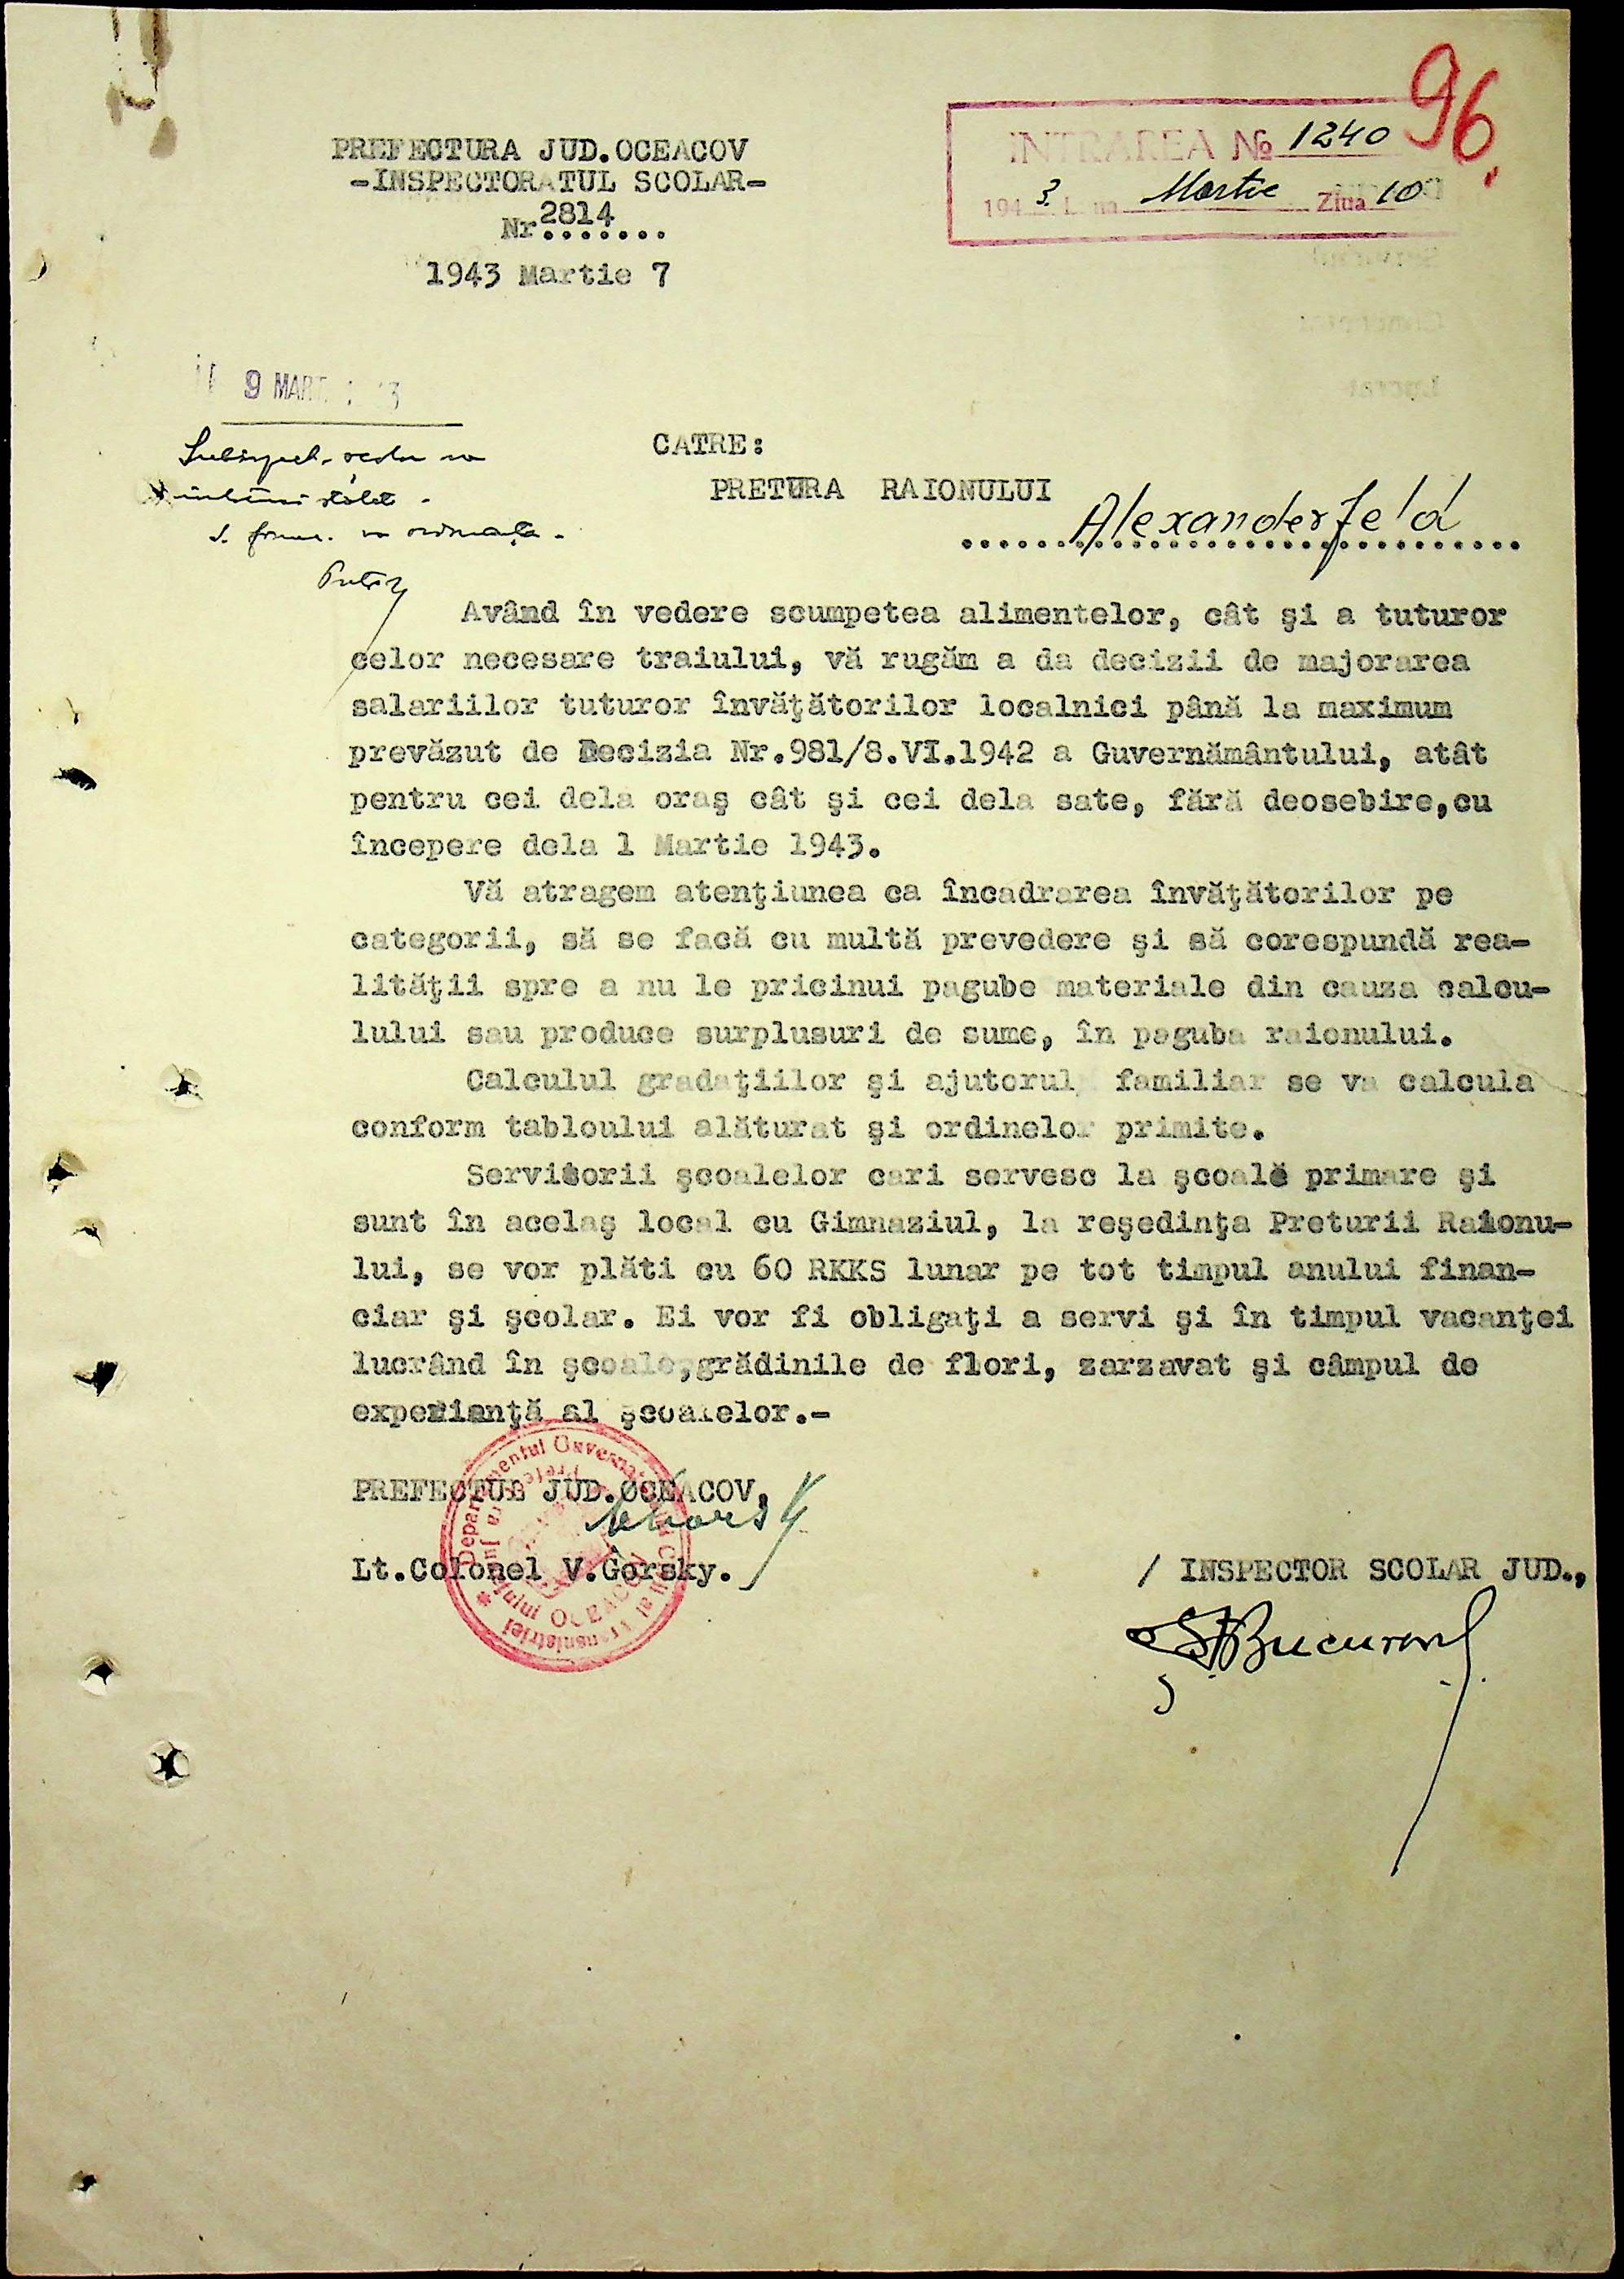 96.
INTRAREA № 1240
1943. L. na Martie Ziua 10
PREFECTURA JUD.OCEACOV
-INSPECTORATUL SCOLAR-
Nr 2814.......
1943 Martie 7
9 MART
CATRE:
PRETURA RAIONULUI
Alexanderfeld
Având în vedere scumpetea alimentelor, cât şi a tuturor
celor necesare traiului, vă rugăm a da decizii de majorarea
salariilor tuturor învăţătorilor localnici până la maximum
prevăzut de Decizia Nr.981/8.VI.1942 a Guvernământului, atât
pentru cei dela oraş cât şi cei dela sate, fără deosebire,cu
începere dela 1 Martie 1943.
Vă atragem atenţiunea ca încadrarea învăţătorilor pe
categorii, să se facă cu multă prevedere şi să corespundă rea-
lităţii spre a nu le pricinui pagube materiale din cauza calcu-
lului sau produce surplusuri de sume, în paguba raionului.
Calculul gradaţiilor şi ajutorul familiar se va calcula
conform tabloului alăturat şi ordinelor primite.
Servitorii şcoalelor cari servesc la şcoale primare şi
sunt în acelaş local cu Gimnaziul, la reşedinţa Preturii Raionu-
lui, se vor plăti cu 60 RKKS lunar pe tot timpul anului finan-
ciar şi şcolar. Ei vor fi obligaţi a servi şi în timpul vacanţei
lucrând în şcoale,grădinile de flori, zarzavat şi câmpul de
experianţă al şcoalelor.-
PREFECTUL JUD.OCEACOV,
Lt.Colonel V.Gorsky.
/ INSPECTOR SCOLAR JUD.,